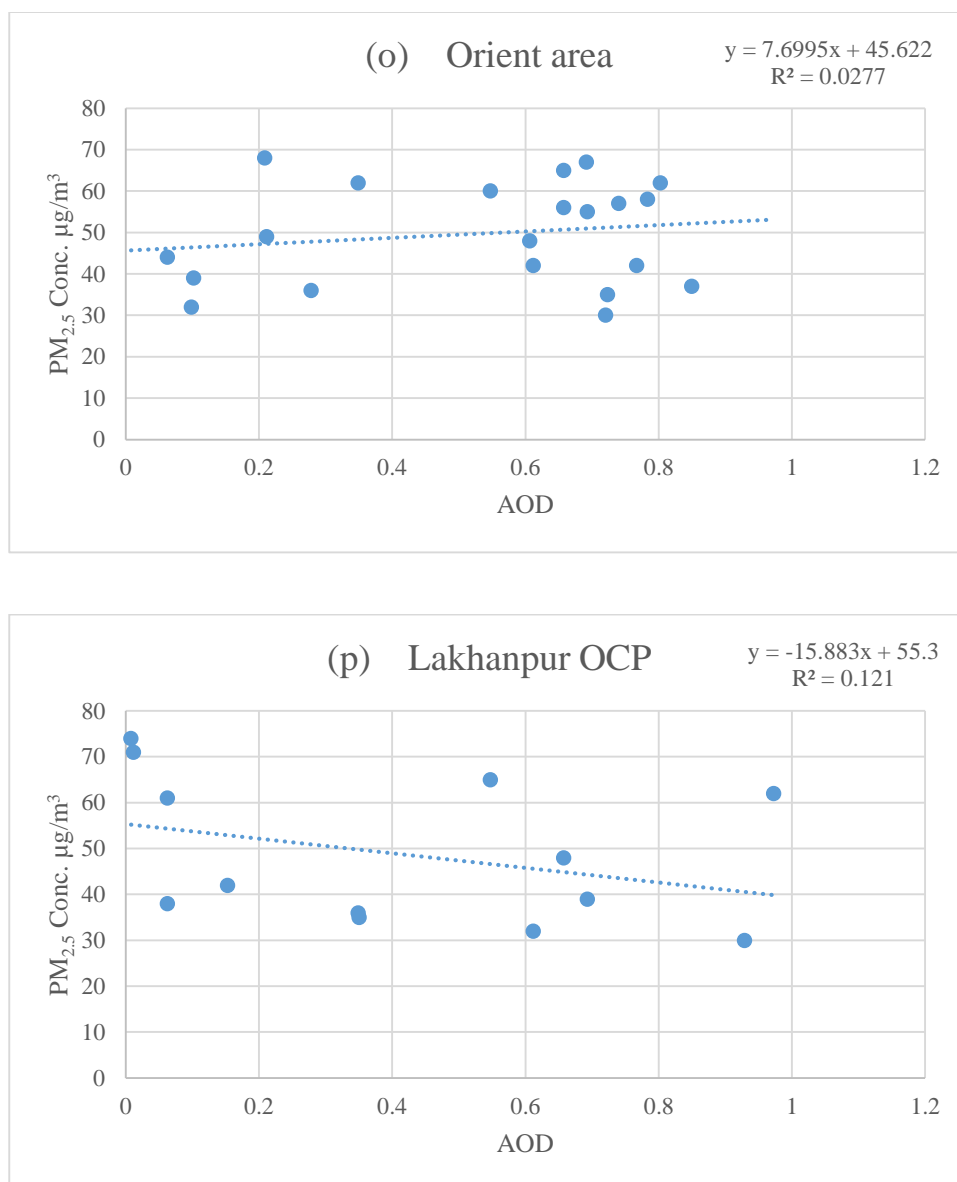 (o) Orient area
y = 7.6995x + 45.622
R² = 0.0277
80
70
60
50
40
30
20
10
0
PM₂.₅ Conc. µg/m³
0 0.2 0.4 0.6 0.8 1 1.2
AOD
(p) Lakhanpur OCP
y = -15.883x + 55.3
R² = 0.121
80
70
60
50
40
30
20
10
0
PM₂.₅ Conc. µg/m³
0 0.2 0.4 0.6 0.8 1 1.2
AOD